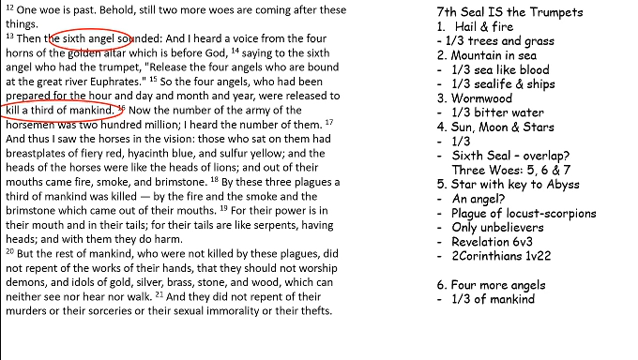 ¹² One woe is past. Behold, still two more woes are coming after these
things.
¹³ Then the sixth angel sounded: And I heard a voice from the four
horns of the golden altar which is before God, ¹⁴ saying to the sixth
angel who had the trumpet, "Release the four angels who are bound
at the great river Euphrates." ¹⁵ So the four angels, who had been
prepared for the hour and day and month and year, were released to
kill a third of mankind. ¹⁶ Now the number of the army of the
horsemen was two hundred million; I heard the number of them. ¹⁷
And thus I saw the horses in the vision: those who sat on them had
breastplates of fiery red, hyacinth blue, and sulfur yellow; and the
heads of the horses were like the heads of lions; and out of their
mouths came fire, smoke, and brimstone. ¹⁸ By these three plagues a
third of mankind was killed — by the fire and the smoke and the
brimstone which came out of their mouths. ¹⁹ For their power is in
their mouth and in their tails; for their tails are like serpents, having
heads; and with them they do harm.
²⁰ But the rest of mankind, who were not killed by these plagues, did
not repent of the works of their hands, that they should not worship
demons, and idols of gold, silver, brass, stone, and wood, which can
neither see nor hear nor walk. ²¹ And they did not repent of their
murders or their sorceries or their sexual immorality or their thefts.
7th Seal IS the Trumpets
1. Hail & fire
- 1/3 trees and grass
2. Mountain in sea
- 1/3 sea like blood
- 1/3 sealife & ships
3. Wormwood
- 1/3 bitter water
4. Sun, Moon & Stars
- 1/3
- Sixth Seal – overlap?
Three Woes: 5, 6 & 7
5. Star with key to Abyss
- An angel?
- Plague of locust-scorpions
- Only unbelievers
- Revelation 6v3
- 2Corinthians 1v22
6. Four more angels
- 1/3 of mankind